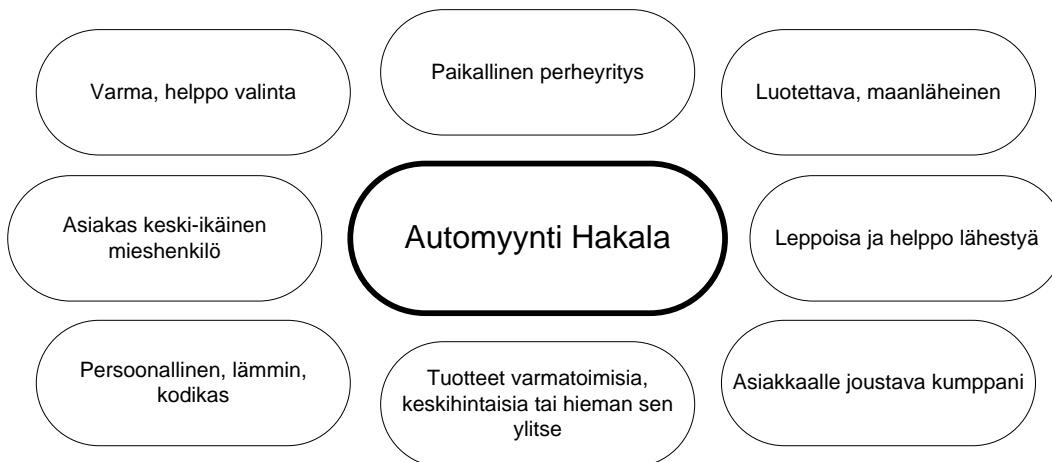 Varma, helppo valinta
Paikallinen perheyritys
Luotettava, maanläheinen
Asiakas keski-ikäinen
mieshenkilö
Automyynti Hakala
Leppoisa ja helppo lähestyä
Persoonallinen, lämmin,
kodikas
Tuotteet varmatoimisia,
keskihintaisia tai hieman sen
ylitse
Asiakkaalle joustava kumppani